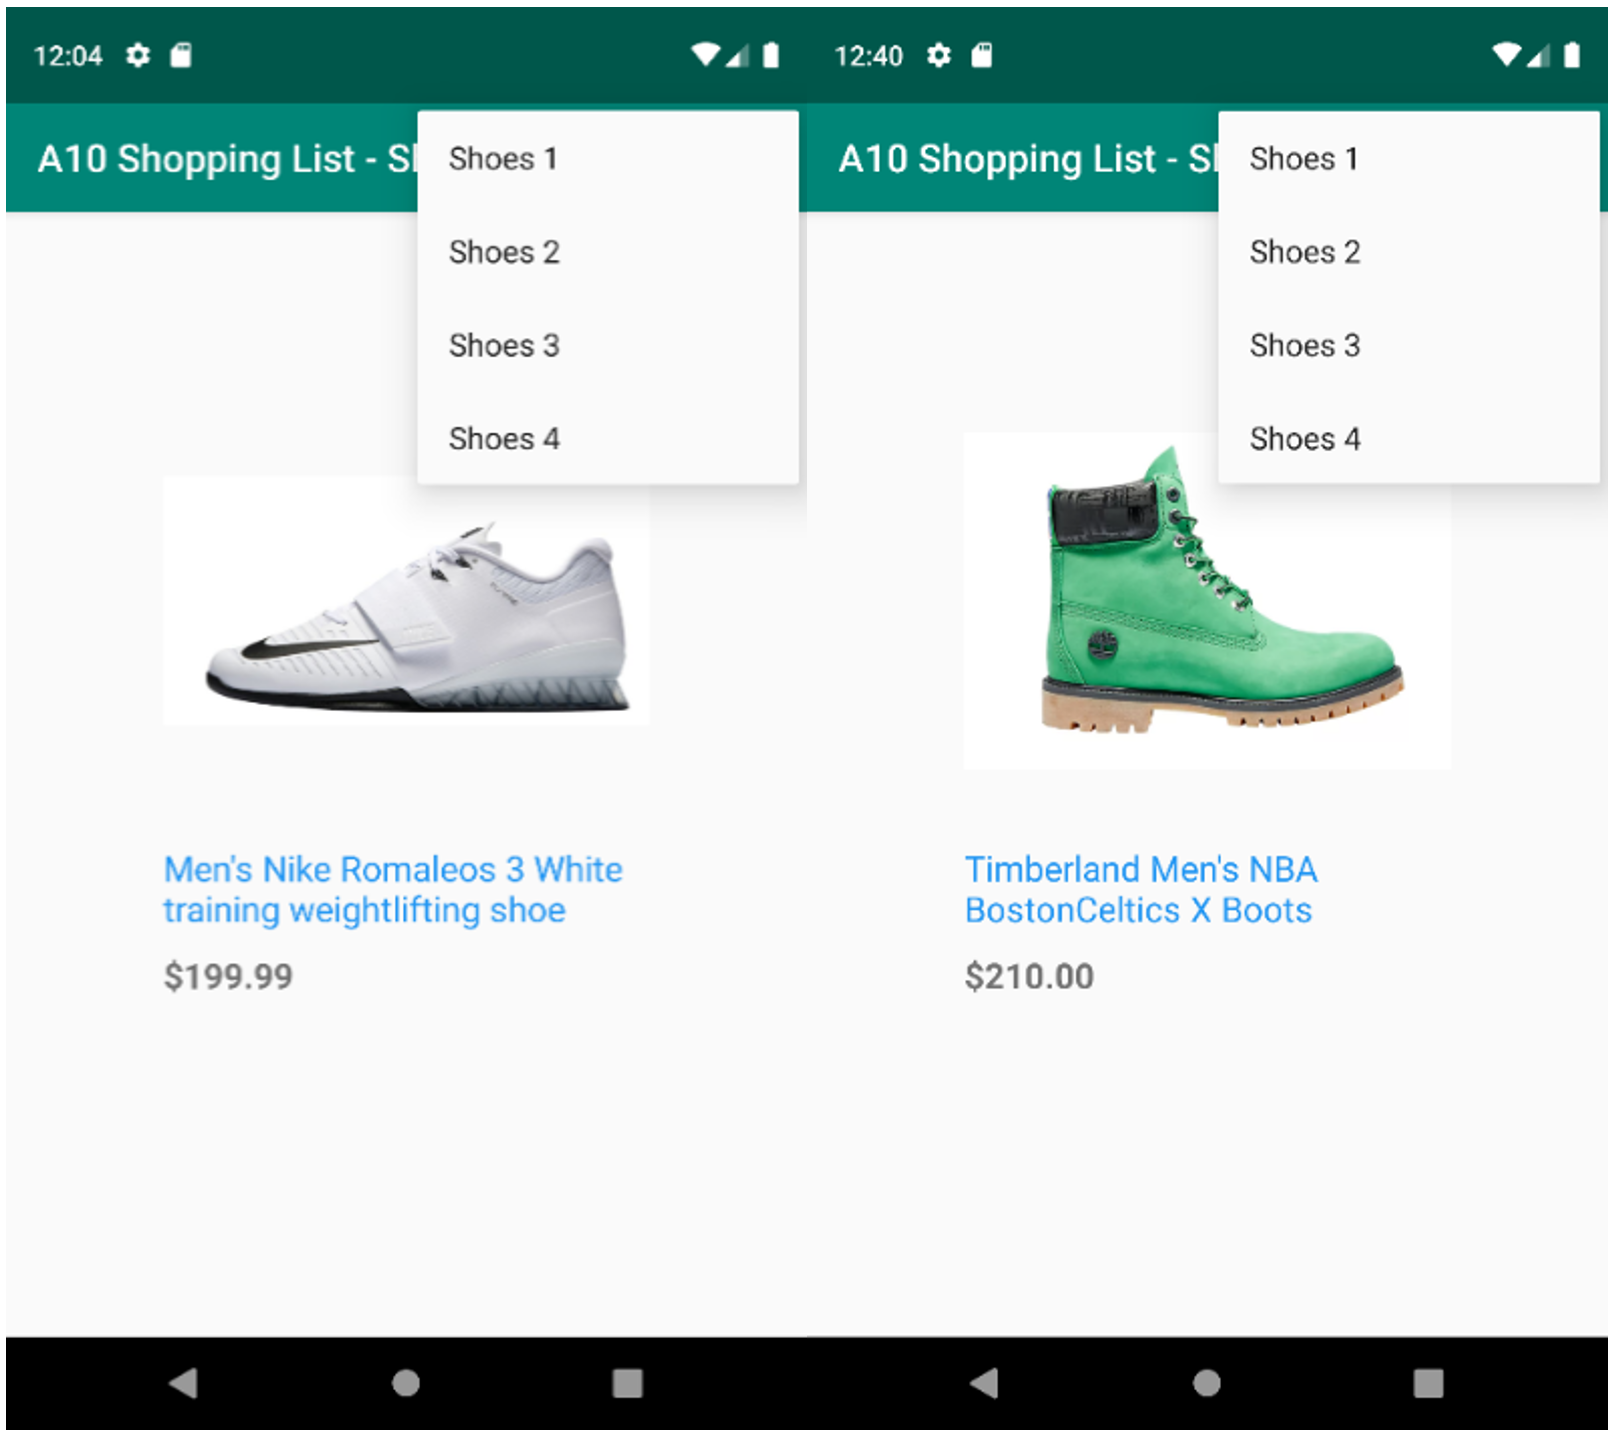 12:04
A10 Shopping List - Sl
Shoes 1
Shoes 2
Shoes 3
Shoes 4
Men's Nike Romaleos 3 White
training weightlifting shoe
$199.99
12:40
A10 Shopping List - Sl
Shoes 1
Shoes 2
Shoes 3
Shoes 4
Timberland Men's NBA
BostonCeltics X Boots
$210.00